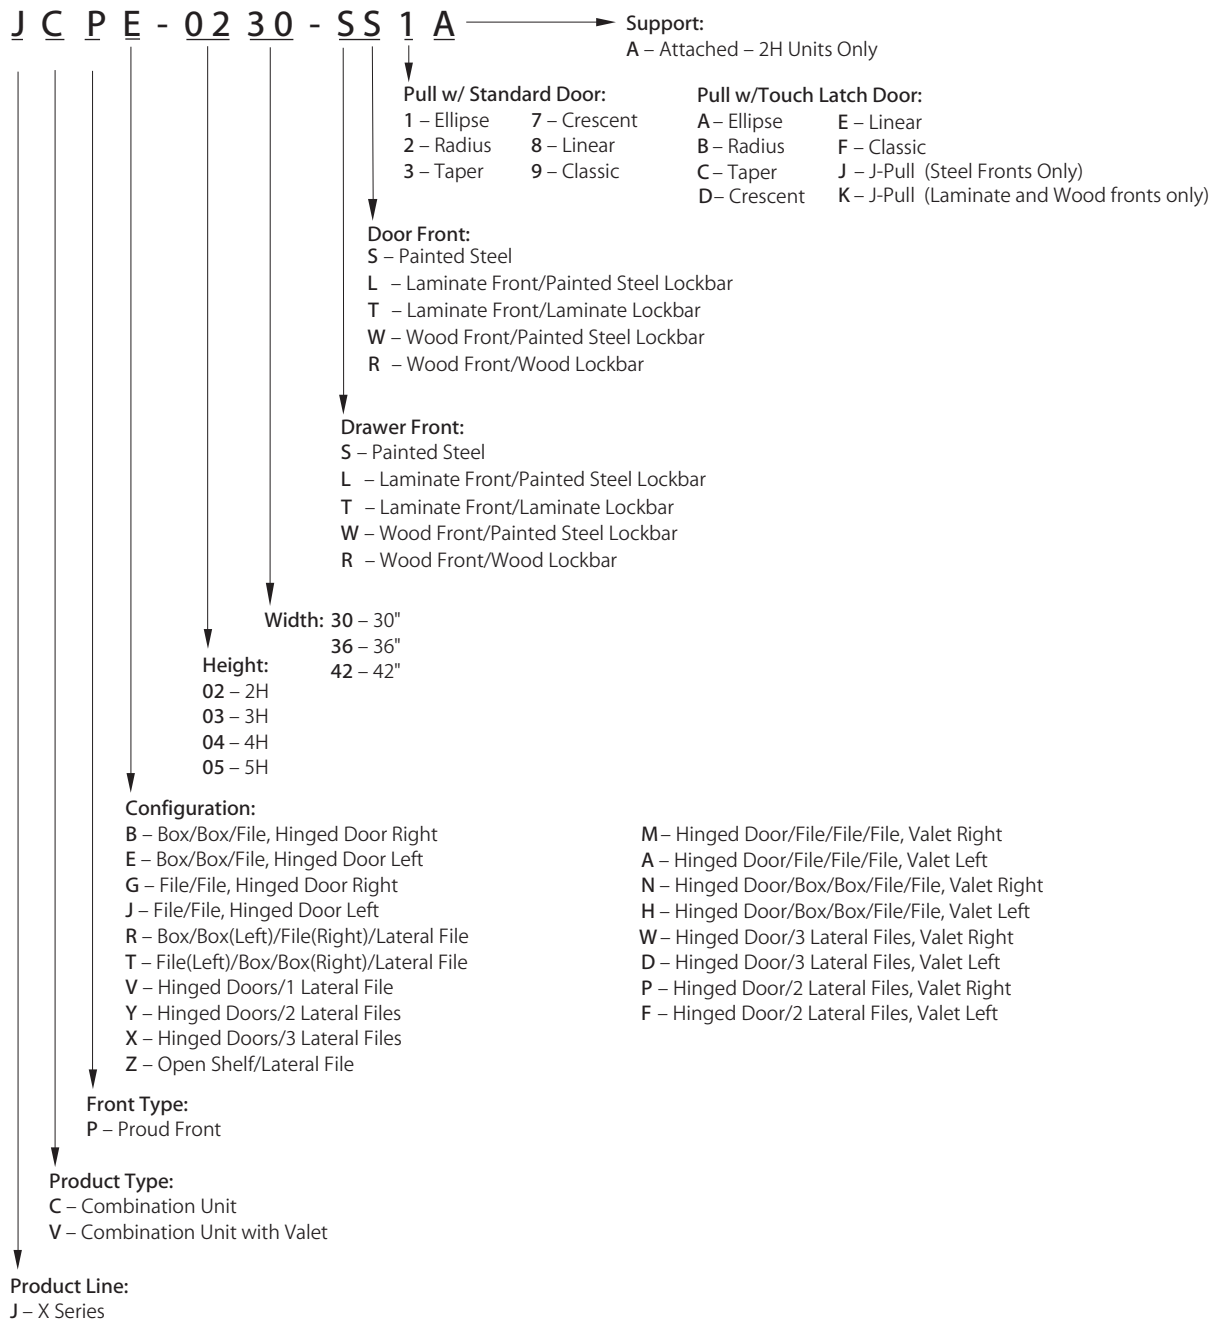 J C P E - 02 30 - SS 1 A
Support:
A – Attached – 2H Units Only
Pull w/ Standard Door:
1 – Ellipse
2 – Radius
3 – Taper
7 – Crescent
8 – Linear
9 – Classic
Pull w/Touch Latch Door:
A – Ellipse
B – Radius
C – Taper
D – Crescent
E – Linear
F – Classic
J – J-Pull (Steel Fronts Only)
K – J-Pull (Laminate and Wood fronts only)
Door Front:
S – Painted Steel
L – Laminate Front/Painted Steel Lockbar
T – Laminate Front/Laminate Lockbar
W – Wood Front/Painted Steel Lockbar
R – Wood Front/Wood Lockbar
Drawer Front:
S – Painted Steel
L – Laminate Front/Painted Steel Lockbar
T – Laminate Front/Laminate Lockbar
W – Wood Front/Painted Steel Lockbar
R – Wood Front/Wood Lockbar
Width: 30 – 30"
36 – 36"
42 – 42"
Height:
02 – 2H
03 – 3H
04 – 4H
05 – 5H
Configuration:
B – Box/Box/File, Hinged Door Right
E – Box/Box/File, Hinged Door Left
G – File/File, Hinged Door Right
J – File/File, Hinged Door Left
R – Box/Box(Left)/File(Right)/Lateral File
T – File(Left)/Box/Box(Right)/Lateral File
V – Hinged Doors/1 Lateral File
Y – Hinged Doors/2 Lateral Files
X – Hinged Doors/3 Lateral Files
Z – Open Shelf/Lateral File
M – Hinged Door/File/File/File, Valet Right
A – Hinged Door/File/File/File, Valet Left
N – Hinged Door/Box/Box/File/File, Valet Right
H – Hinged Door/Box/Box/File/File, Valet Left
W – Hinged Door/3 Lateral Files, Valet Right
D – Hinged Door/3 Lateral Files, Valet Left
P – Hinged Door/2 Lateral Files, Valet Right
F – Hinged Door/2 Lateral Files, Valet Left
Front Type:
P – Proud Front
Product Type:
C – Combination Unit
V – Combination Unit with Valet
Product Line:
J – X Series